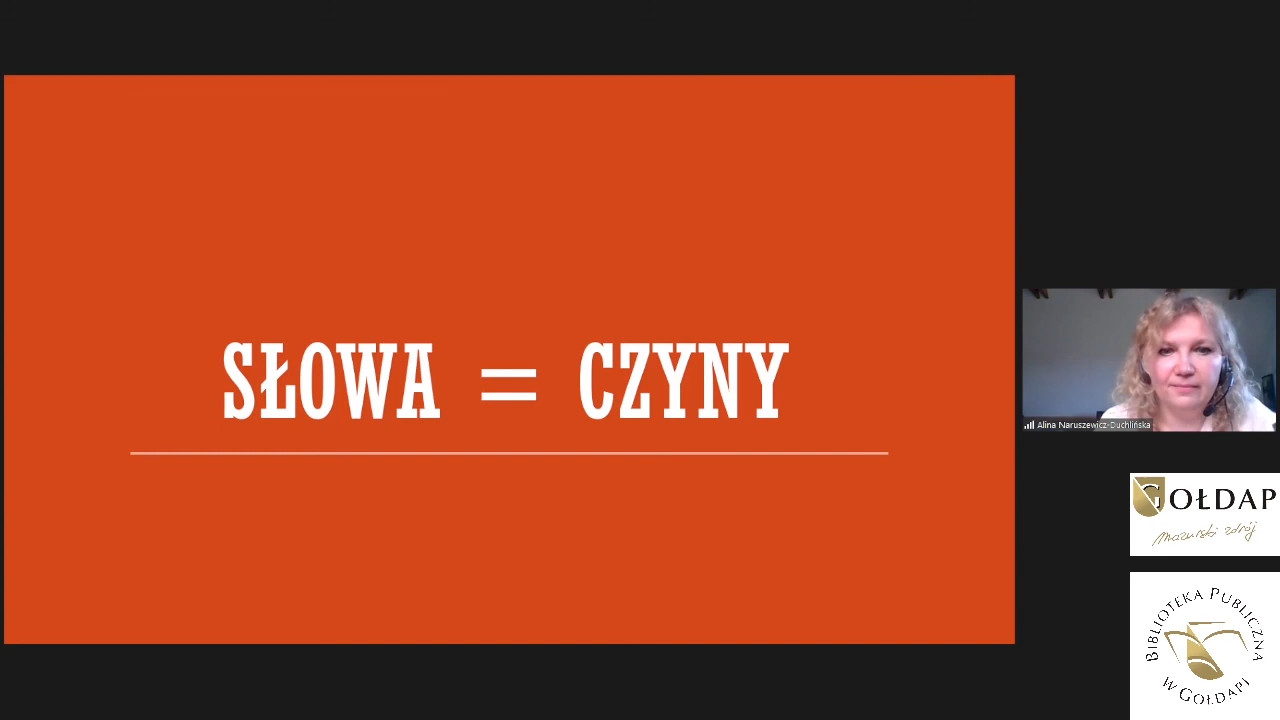 SŁOWA = CZYNY
Alina Naruszewicz-Duchlińska
GOŁDAP
mazurski zdrój
BIBLIOTEKA PUBLICZNA
W GOŁDAPI